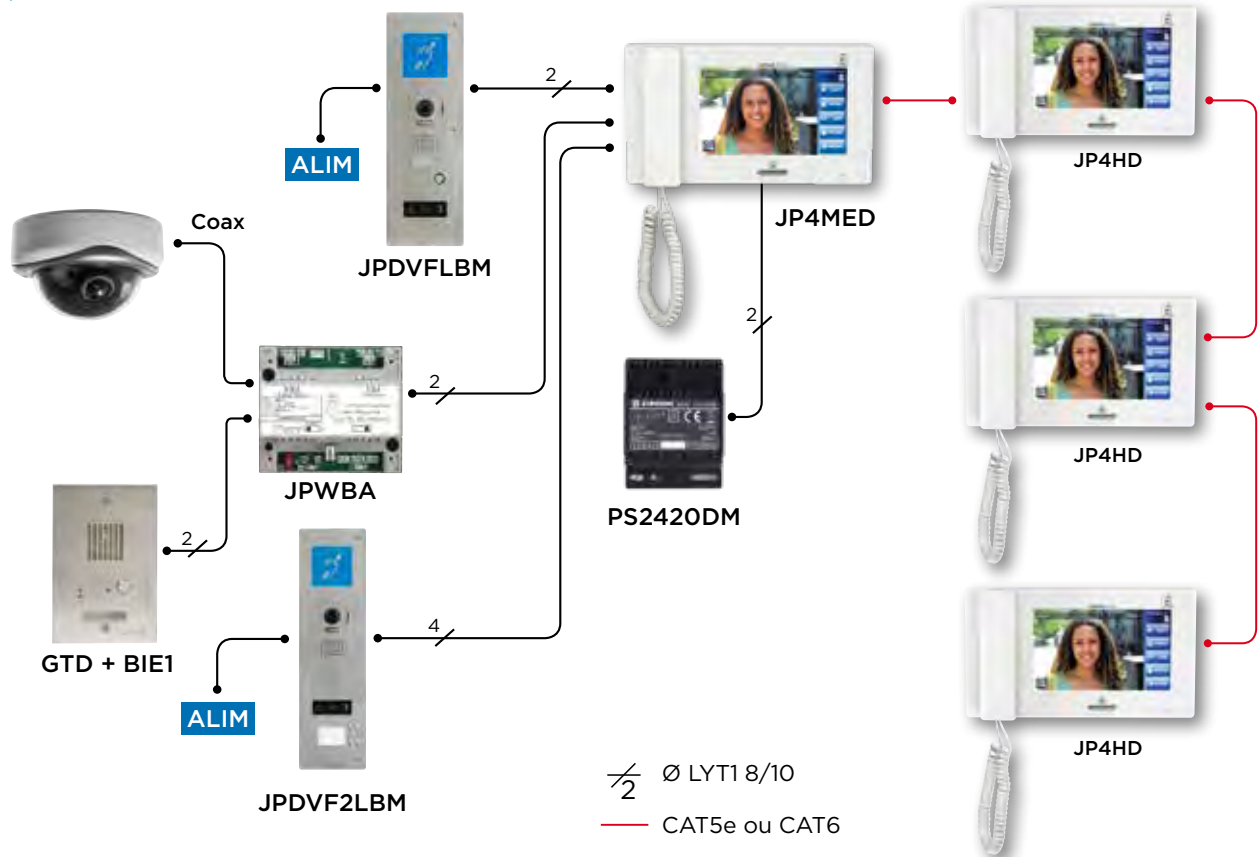 2
JP4HD
ALIM
JP4MED
Coax
JPDVFLBM
2
2
JP4HD
JPWBA
PS2420DM
2
GTD + BIE1
4
ALIM
JP4HD
2 Ø LYT1 8/10
JPDVF2LBM
CAT5e ou CAT6